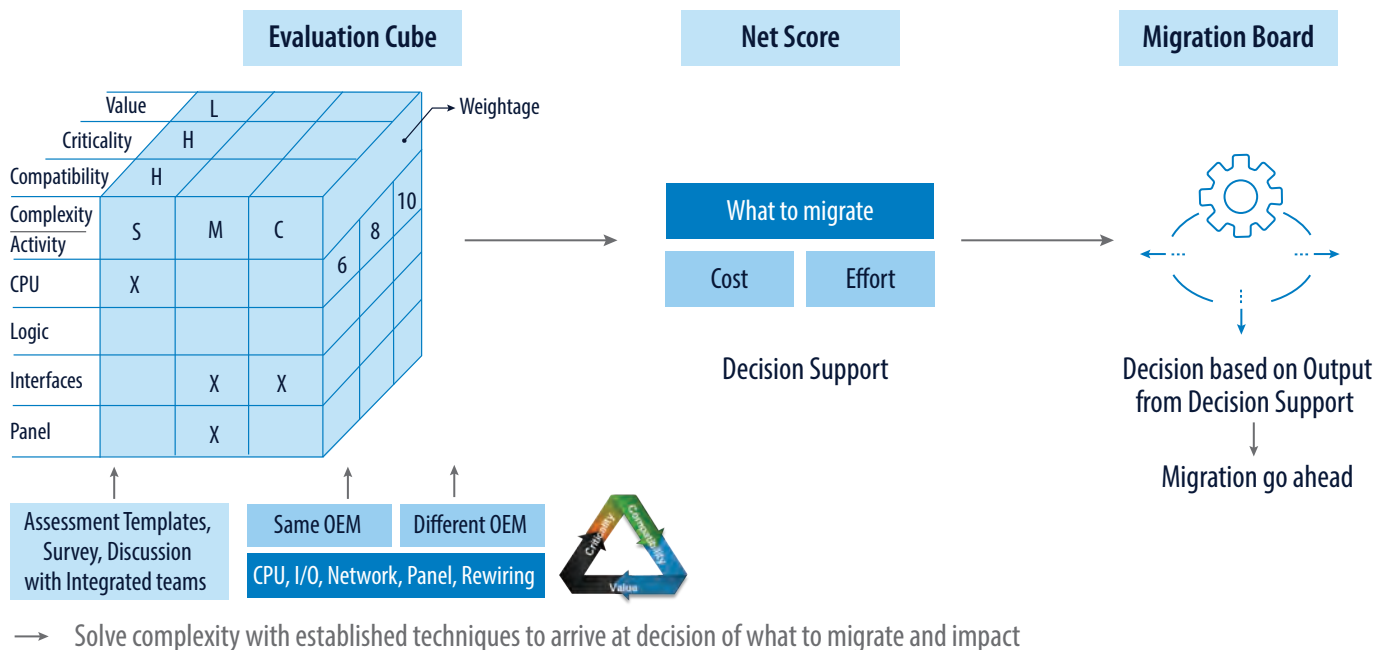 Evaluation Cube
Net Score
Migration Board
Value
L
Weightage
Criticality
H
Compatibility
H
Complexity
S
M
C
6
8
10
Activity
CPU
X
Logic
Interfaces
X
X
Panel
X
What to migrate
Cost
Effort
Decision Support
Decision based on Output
from Decision Support
Migration go ahead
Assessment Templates,
Survey, Discussion
with Integrated teams
Same OEM
Different OEM
CPU, I/O, Network, Panel, Rewiring
Criticality
Compatibility
Value
Solve complexity with established techniques to arrive at decision of what to migrate and impact